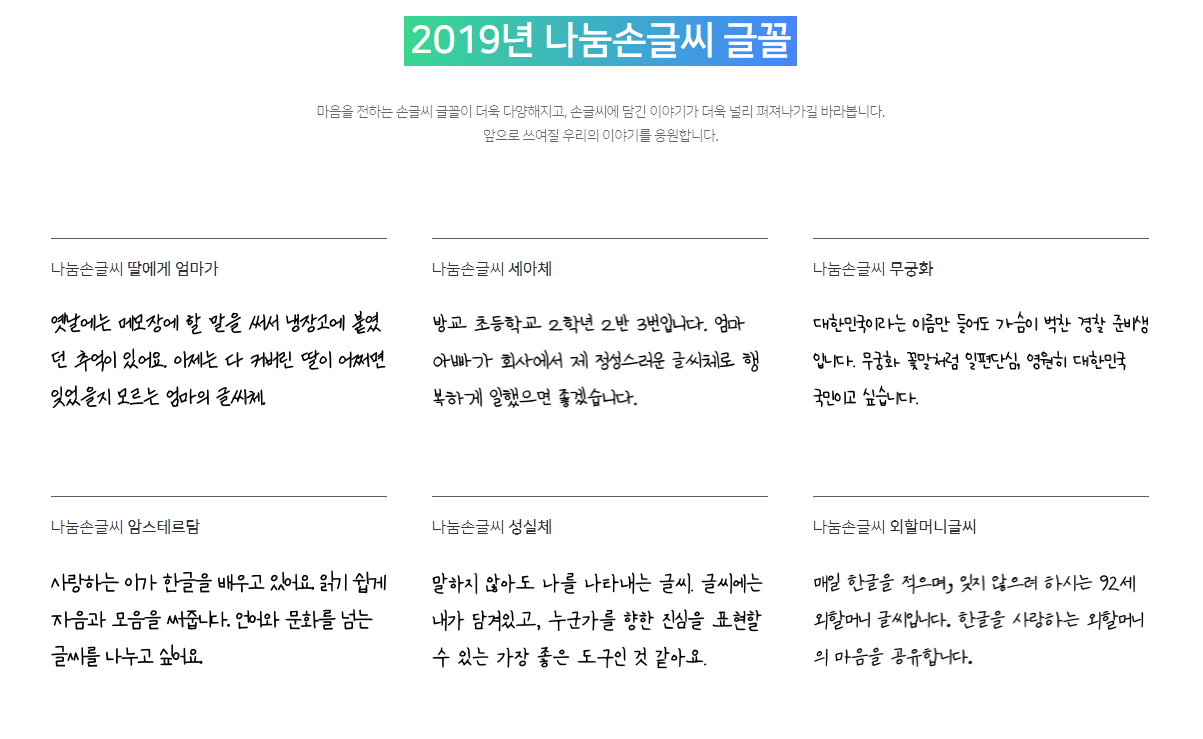 2019년 나눔손글씨 글꼴
마음을 전하는 손글씨 글꼴이 더욱 다양해지고, 손글씨에 담긴 이야기가 더욱 널리 퍼져나가길 바라봅니다.
앞으로 쓰여질 우리의 이야기를 응원합니다.
나눔손글씨 딸에게 엄마가
옛날에는 메모장에 할 말을 써서 냉장고에 붙였
던 추억이 있어요. 이제는 다 커버린 딸이 어쩌면
잊었을지 모르는 엄마의 글씨체.
나눔손글씨 세아체
방교 초등학교 2학년 2반 3번입니다. 엄마
아빠가 회사에서 제 정성스러운 글씨체로 행
복하게 일했으면 좋겠습니다.
나눔손글씨 무궁화
대한민국이라는 이름만 들어도 가슴이 벅찬 경찰 준비생
입니다. 무궁화 꽃말처럼 일편단심, 영원히 대한민국
국민이고 싶습니다.
나눔손글씨 암스테르담
사랑하는 이가 한글을 배우고 있어요. 읽기 쉽게
자음과 모음을 써줍니다. 언어와 문화를 넘는
글씨를 나누고 싶어요.
나눔손글씨 성실체
말하지 않아도 나를 나타내는 글씨. 글씨에는
내가 담겨있고, 누군가를 향한 진심을 표현할
수 있는 가장 좋은 도구인 것 같아요.
나눔손글씨 외할머니글씨
매일 한글을 적으며, 잊지 않으려 하시는 92세
외할머니 글씨입니다. 한글을 사랑하는 외할머니
의 마음을 공유합니다.